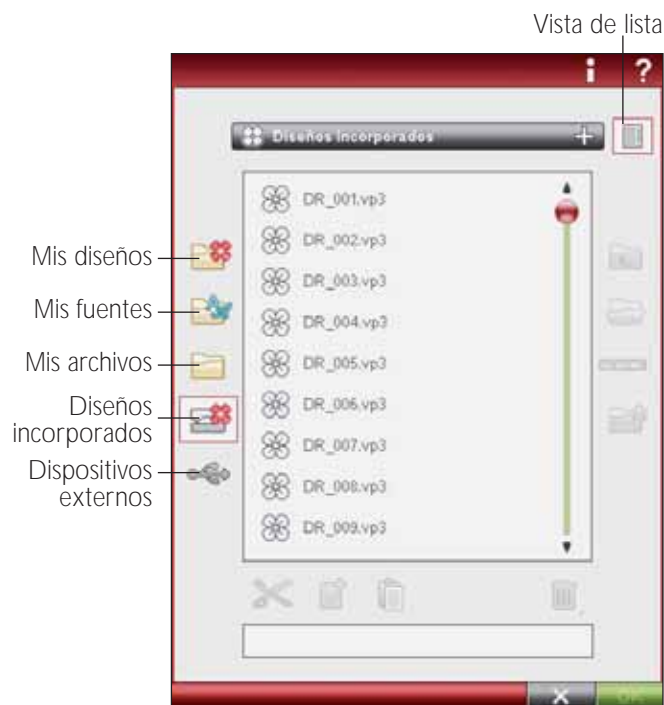 Vista de lista
i ?
Diseños incorporados +
DR_001.vp3
DR_002.vp3
DR_003.vp3
DR_004.vp3
DR_005.vp3
DR_006.vp3
DR_007.vp3
DR_008.vp3
DR_009.vp3
Mis diseños
Mis fuentes
Mis archivos
Diseños
incorporados
Dispositivos
externos
X OK